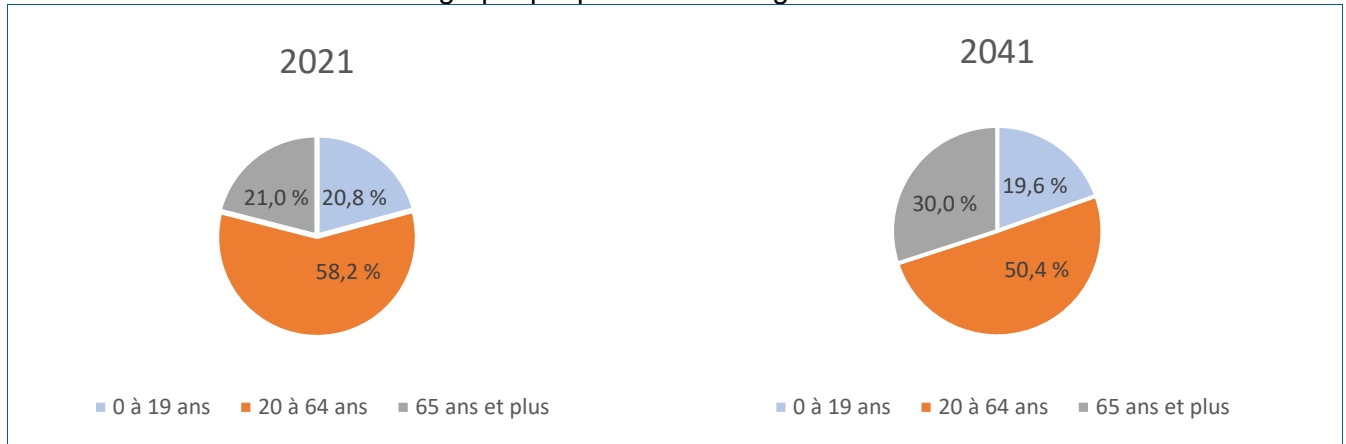 2021
21,0 % 20,8 %
58,2 %
0 à 19 ans 20 à 64 ans 65 ans et plus
2041
19,6 %
30,0 %
50,4 %
0 à 19 ans 20 à 64 ans 65 ans et plus